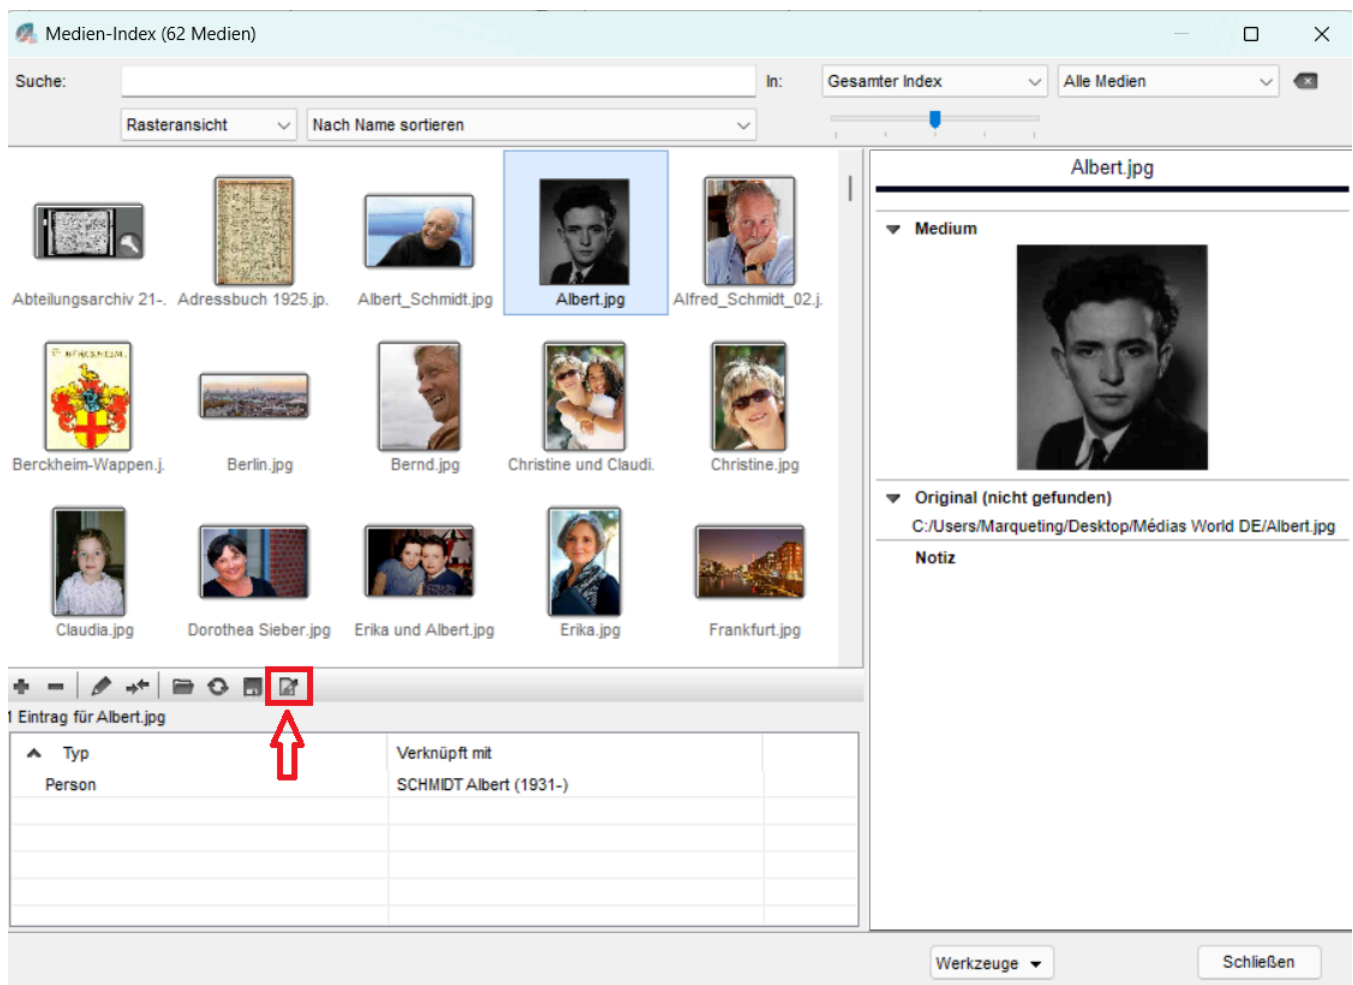 Medien-Index (62 Medien)
Suche:
In:
Gesamter Index
Alle Medien
Rasteransicht
Nach Name sortieren
Abteilungsarchiv 21-.
Adressbuch 1925.jp.
Albert_Schmidt.jpg
Albert.jpg
Alfred_Schmidt_02.j.
Berckheim-Wappen.j.
Berlin.jpg
Bernd.jpg
Christine und Claudi.
Christine.jpg
Claudia.jpg
Dorothea Sieber.jpg
Erika und Albert.jpg
Erika.jpg
Frankfurt.jpg
1 Eintrag für Albert.jpg
Typ
Verknüpft mit
Person
SCHMIDT Albert (1931-)
Albert.jpg
Medium
Original (nicht gefunden)
C:/Users/Marqueting/Desktop/Médias World DE/Albert.jpg
Notiz
Werkzeuge
Schließen